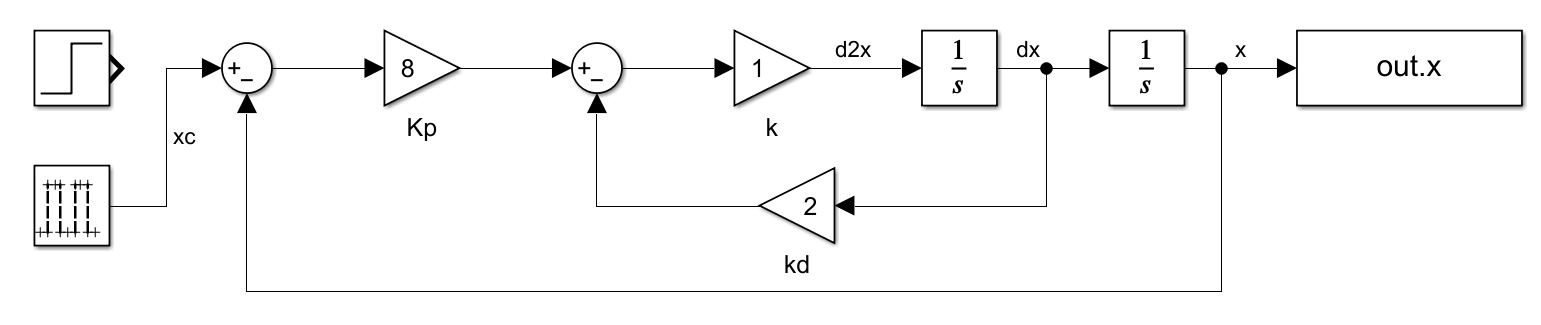 +
−
8
Kp
+
−
1
k
d2x
1
s
dx
1
s
x
out.x
xc
2
kd